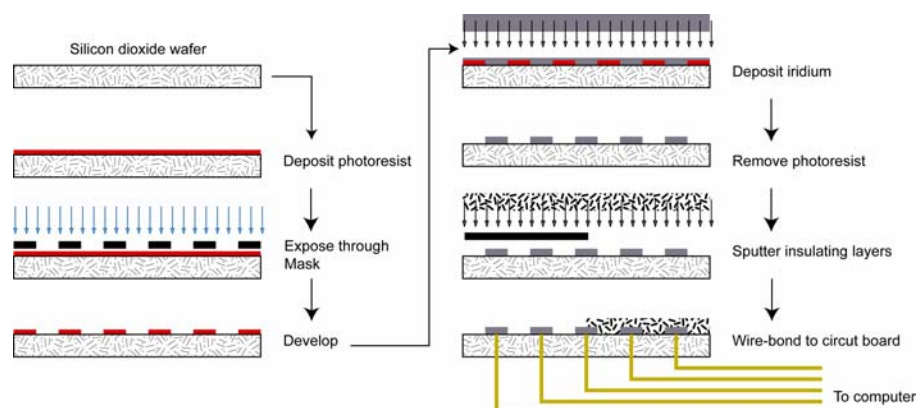 Silicon dioxide wafer
Deposit photoresist
Expose through
Mask
Develop
Deposit iridium
Remove photoresist
Sputter insulating layers
Wire-bond to circut board
To computer